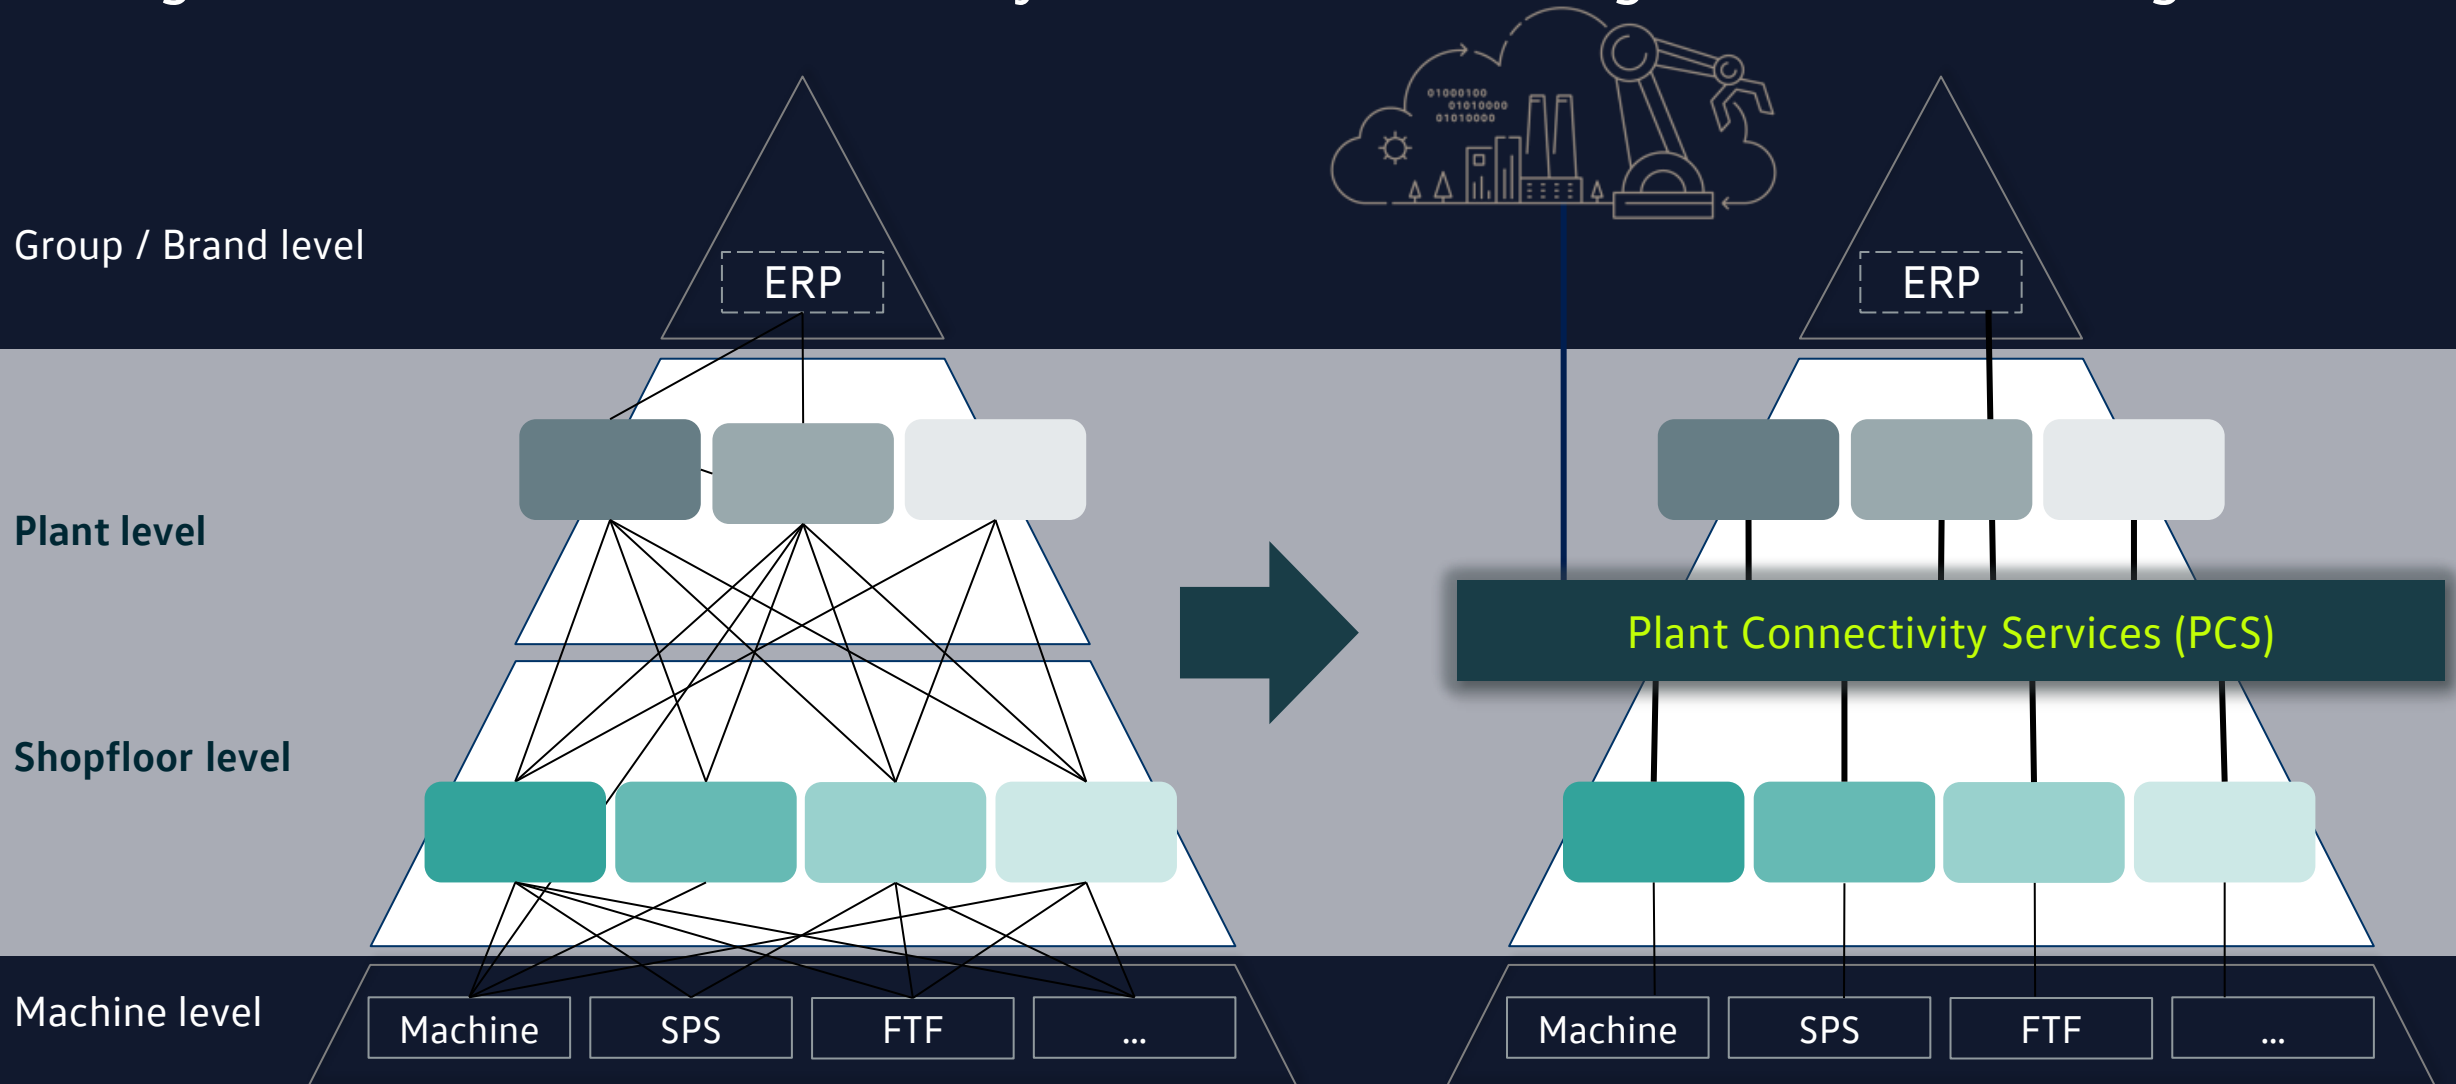 01000100
01010000
01010000
Group / Brand level
ERP
ERP
Plant level
Plant Connectivity Services (PCS)
Shopfloor level
Machine level
Machine
SPS
FTF
...
Machine
SPS
FTF
...